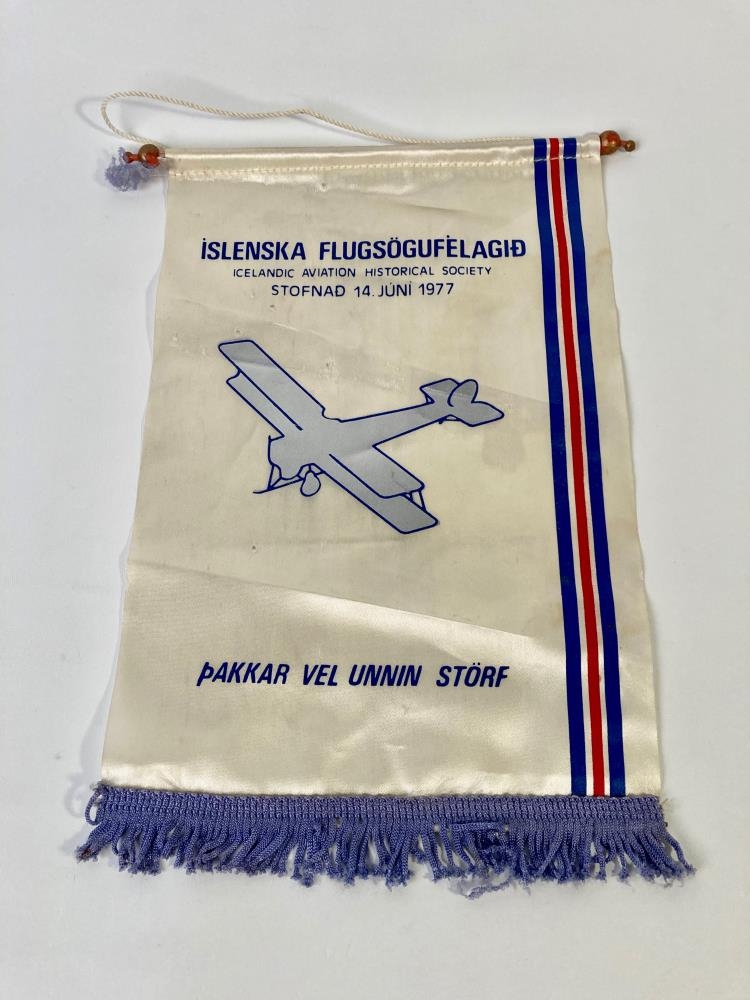 ÍSLENSKA FLUGSÖGUFÉLAGIÐ
ICELANDIC AVIATION HISTORICAL SOCIETY
STOFNAÐ 14. JÚNÍ 1977
ÞAKKAR VEL UNNIN STÖRF